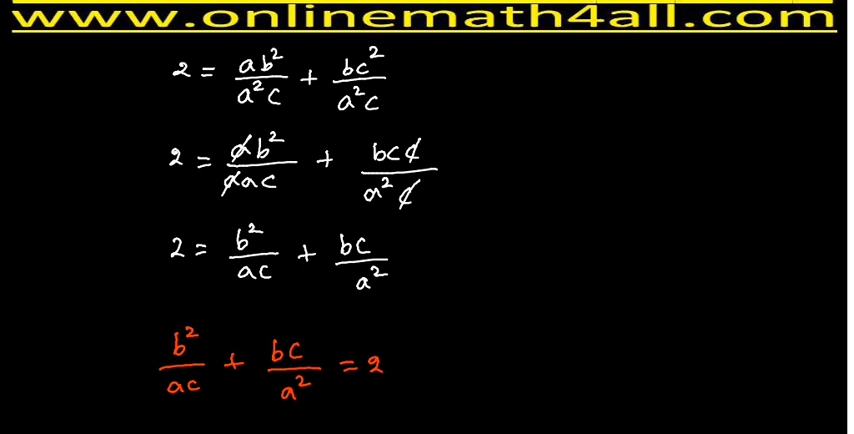 www.onlinemath4all.com
2 = ab²/a²c + bc²/a²c
2 = ab²/aac + bcc/a²c
2 = b²/ac + bc/a²
b²/ac + bc/a² = 2